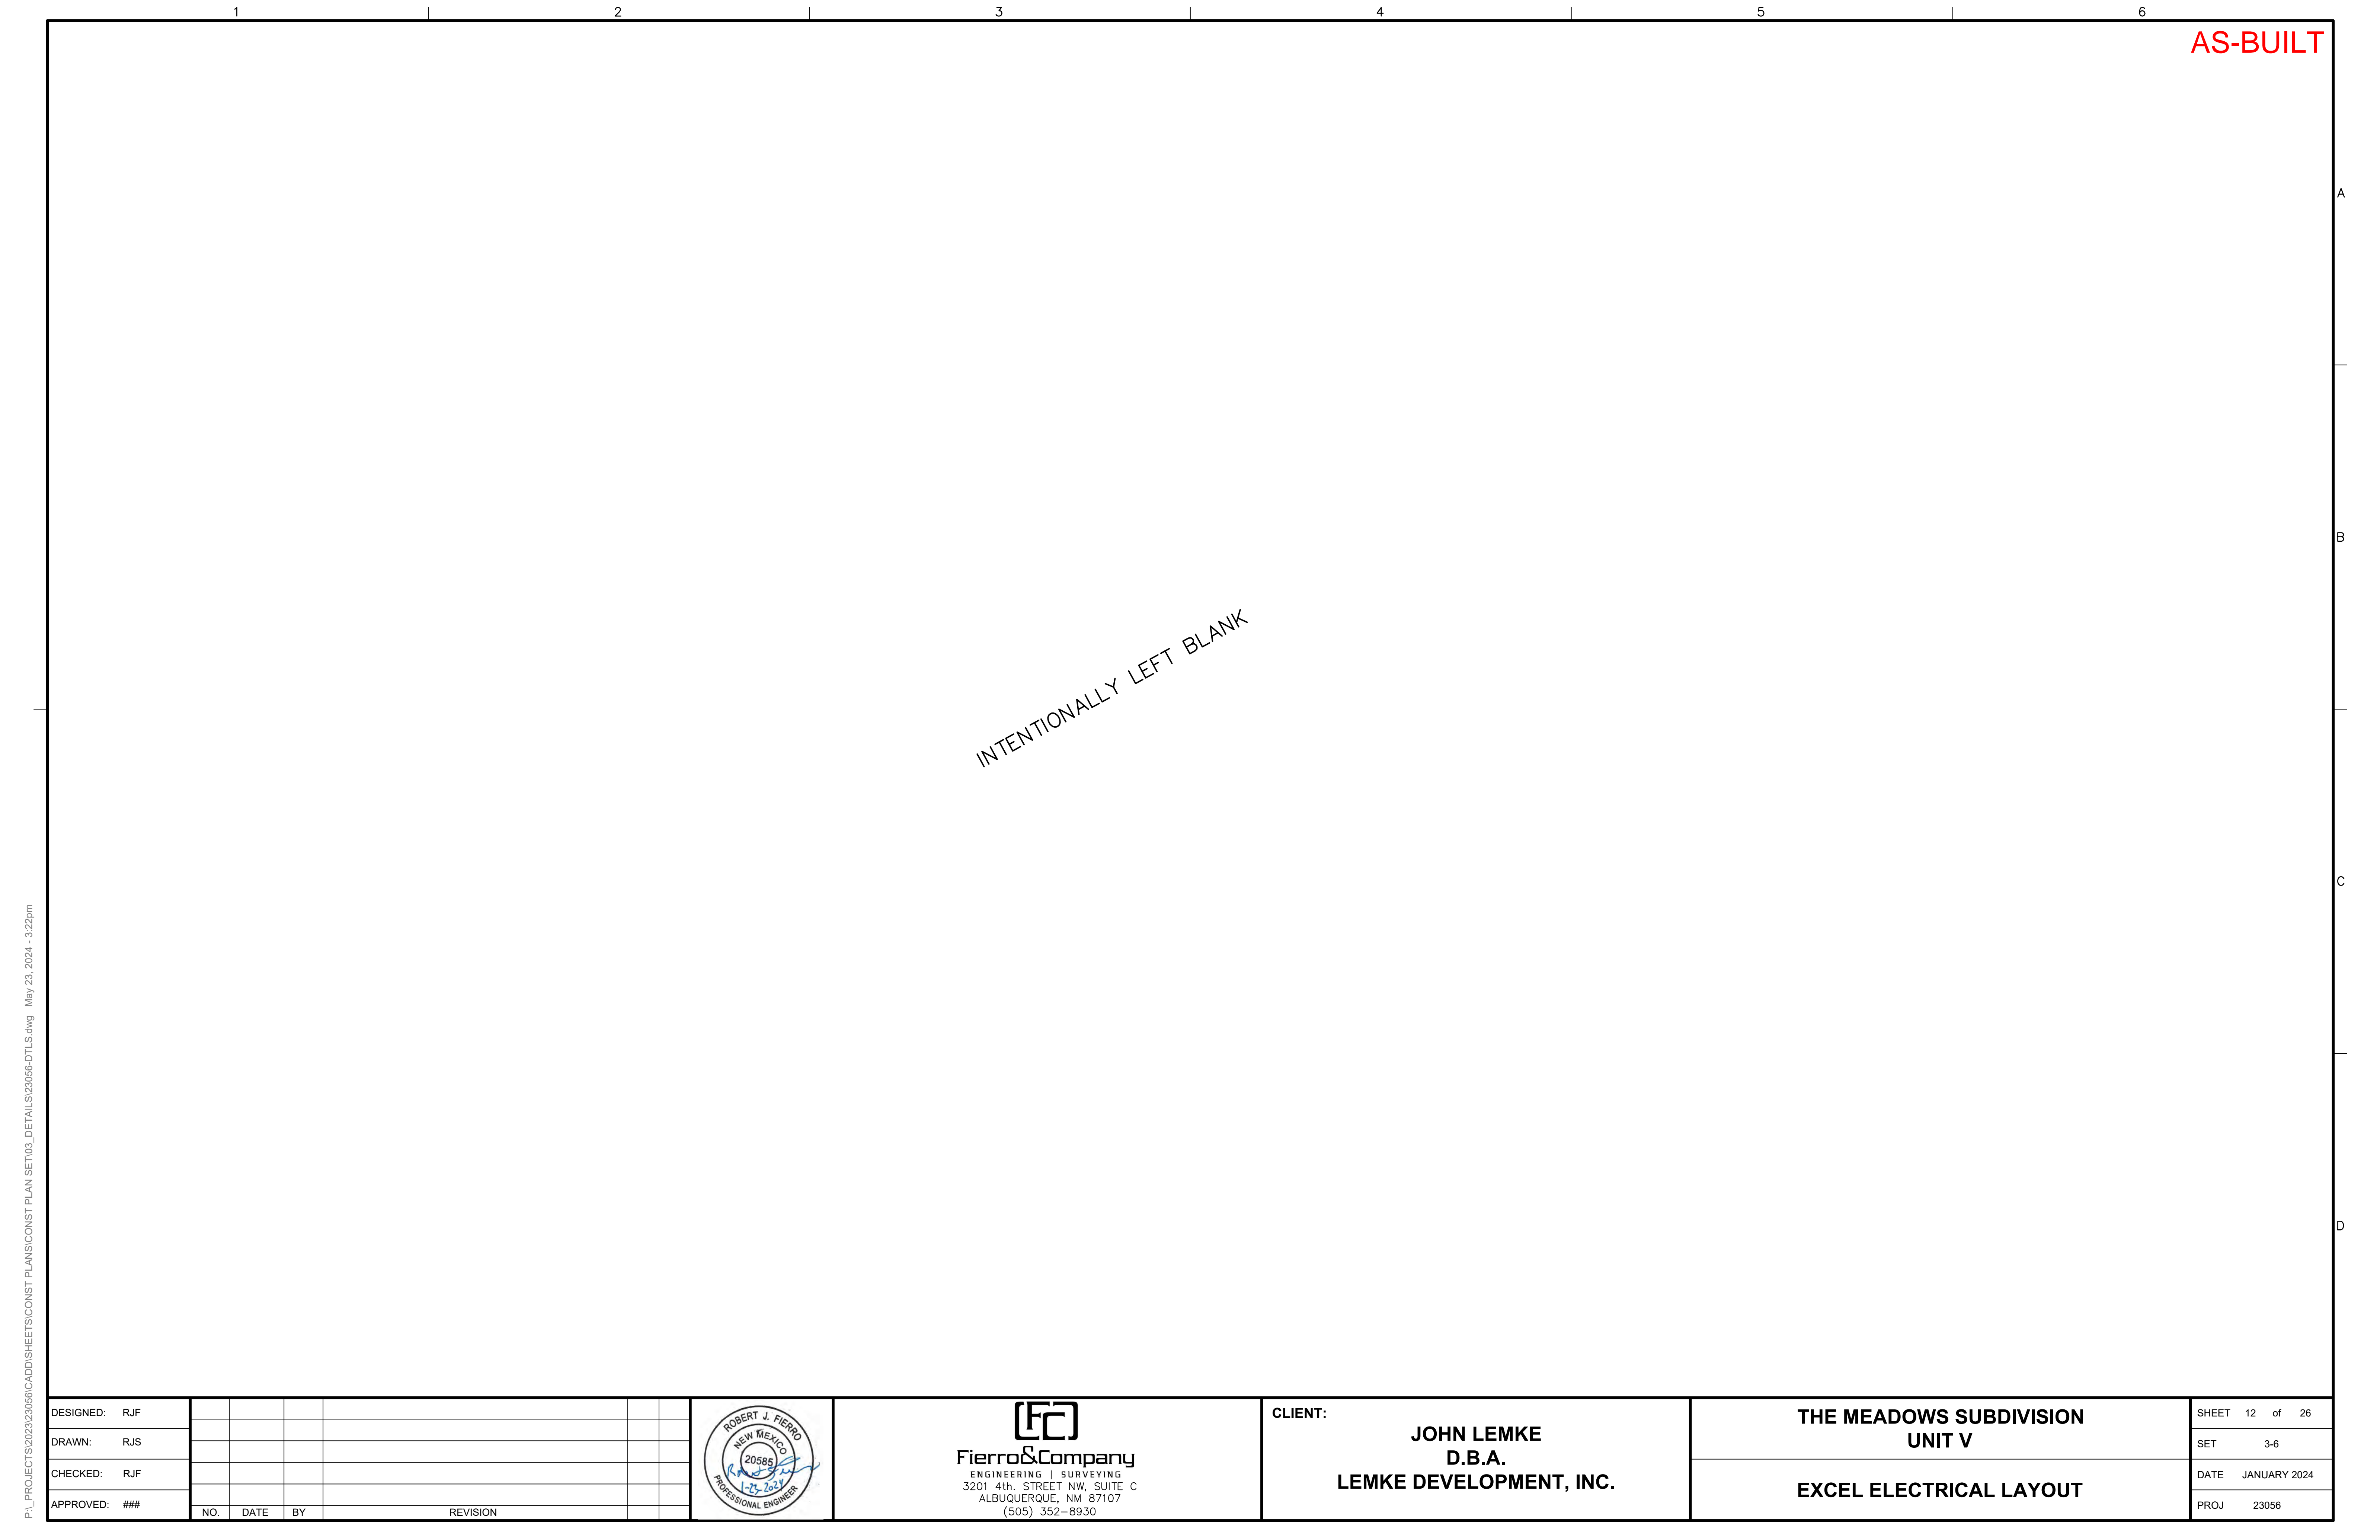 1 2 3 4 5 6
AS-BUILT
A
B
C
D
INTENTIONALLY LEFT BLANK
P:\_PROJECTS\2023\23056\CADD\SHEETS\CONST PLANS\CONST PLAN SET\03_DETAILS\23056-DTLS.dwg May 23, 2024 - 3:22pm
DESIGNED: RJF
DRAWN: RJS
CHECKED: RJF
APPROVED: ###
NO. DATE BY REVISION
ROBERT J. FIERRO
NEW MEXICO
20585
1-23-2024
PROFESSIONAL ENGINEER
FC
Fierro&Company
ENGINEERING | SURVEYING
3201 4th. STREET NW, SUITE C
ALBUQUERQUE, NM 87107
(505) 352-8930
CLIENT:
JOHN LEMKE
D.B.A.
LEMKE DEVELOPMENT, INC.
THE MEADOWS SUBDIVISION
UNIT V
EXCEL ELECTRICAL LAYOUT
SHEET 12 of 26
SET 3-6
DATE JANUARY 2024
PROJ 23056